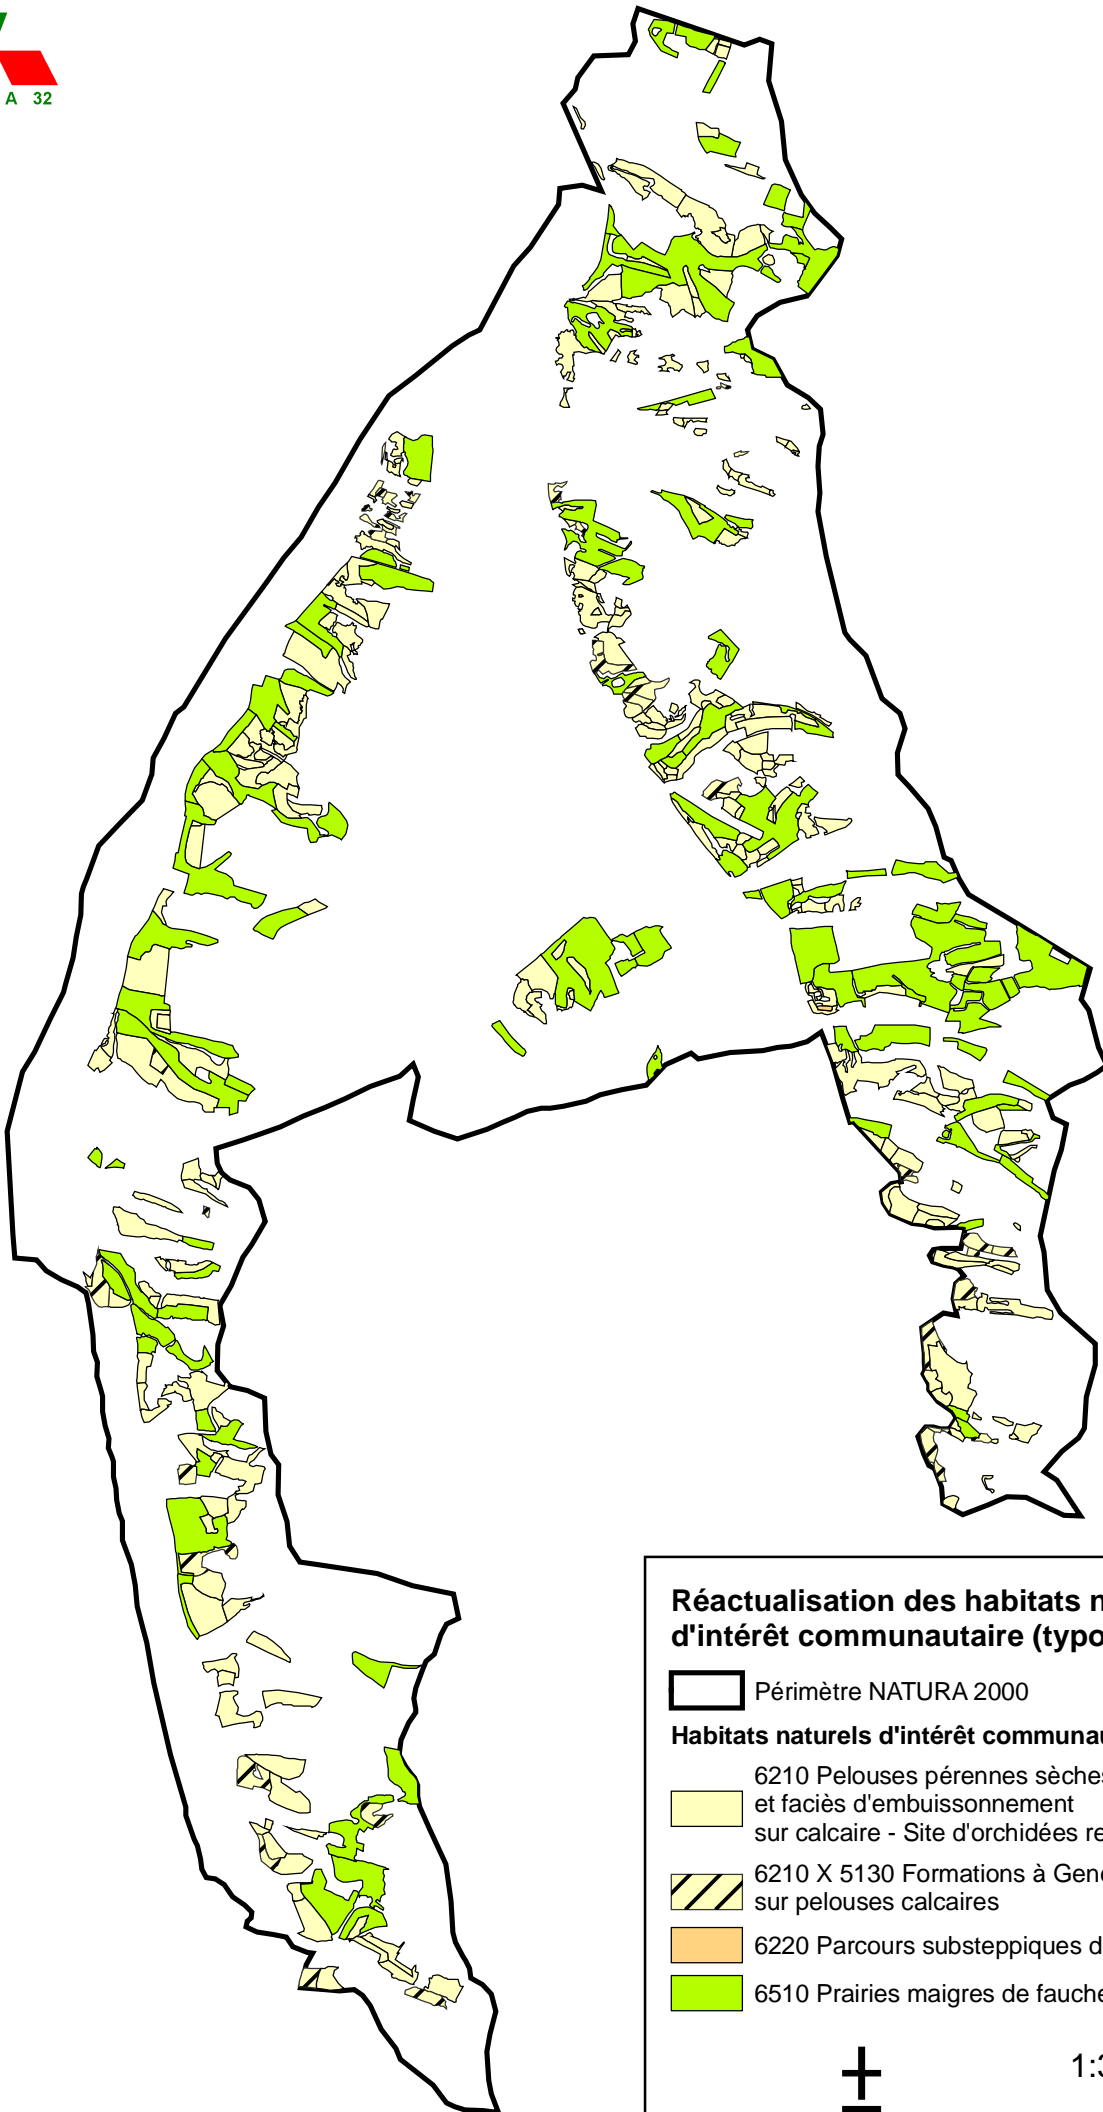 A 32
Réactualisation des habitats n
d'intérêt communautaire (typo
Périmètre NATURA 2000
Habitats naturels d'intérêt communau
6210 Pelouses pérennes sèches
et faciès d'embuissonnement
sur calcaire - Site d'orchidées re
6210 X 5130 Formations à Gene
sur pelouses calcaires
6220 Parcours substeppiques d
6510 Prairies maigres de fauche
1:3